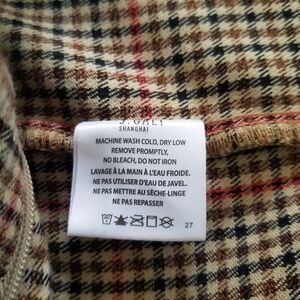 SHANGHAI
MACHINE WASH COLD, DRY LOW
REMOVE PROMPTLY,
NO BLEACH, DO NOT IRON
LAVAGE À LA MAIN À L'EAU FROIDE.
NE PAS UTILISER D'EAU DE JAVEL.
NE PAS METTRE AU SÈCHE-LINGE
NE PAS REPASSER
27